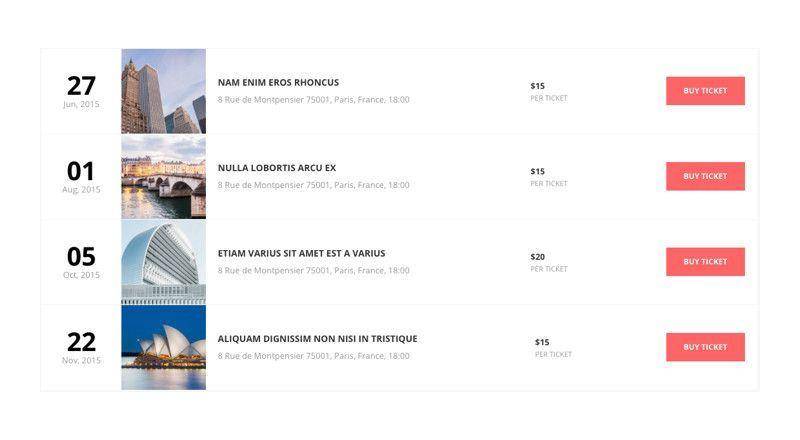 27
Jun, 2015
NAM ENIM EROS RHONCUS
8 Rue de Montpensier 75001, Paris, France, 18:00
$15
PER TICKET
BUY TICKET
01
Aug, 2015
NULLA LOBORTIS ARCU EX
8 Rue de Montpensier 75001, Paris, France, 18:00
$15
PER TICKET
BUY TICKET
05
Oct, 2015
ETIAM VARIUS SIT AMET EST A VARIUS
8 Rue de Montpensier 75001, Paris, France, 18:00
$20
PER TICKET
BUY TICKET
22
Nov, 2015
ALIQUAM DIGNISSIM NON NISI IN TRISTIQUE
8 Rue de Montpensier 75001, Paris, France, 18:00
$15
PER TICKET
BUY TICKET